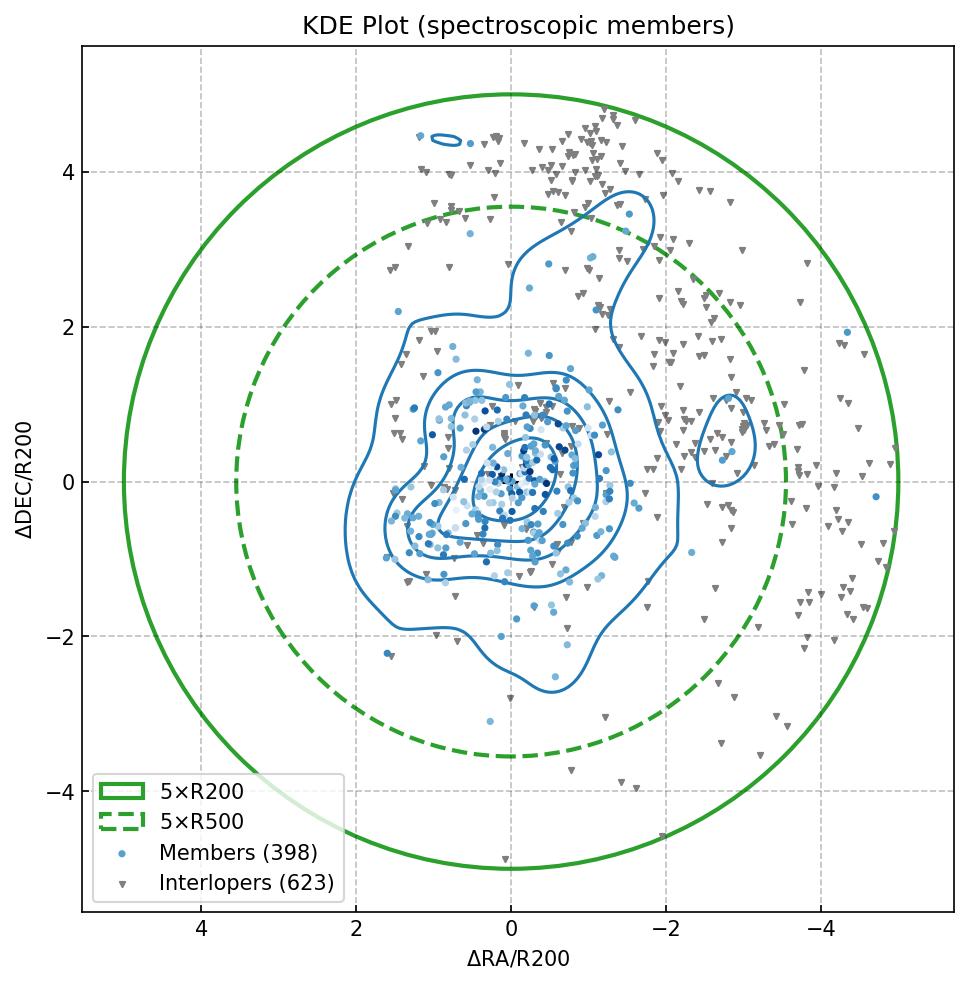 KDE Plot (spectroscopic members)
ΔDEC/R200
4
2
0
−2
−4
5×R200
5×R500
Members (398)
Interlopers (623)
4
2
0
−2
−4
ΔRA/R200